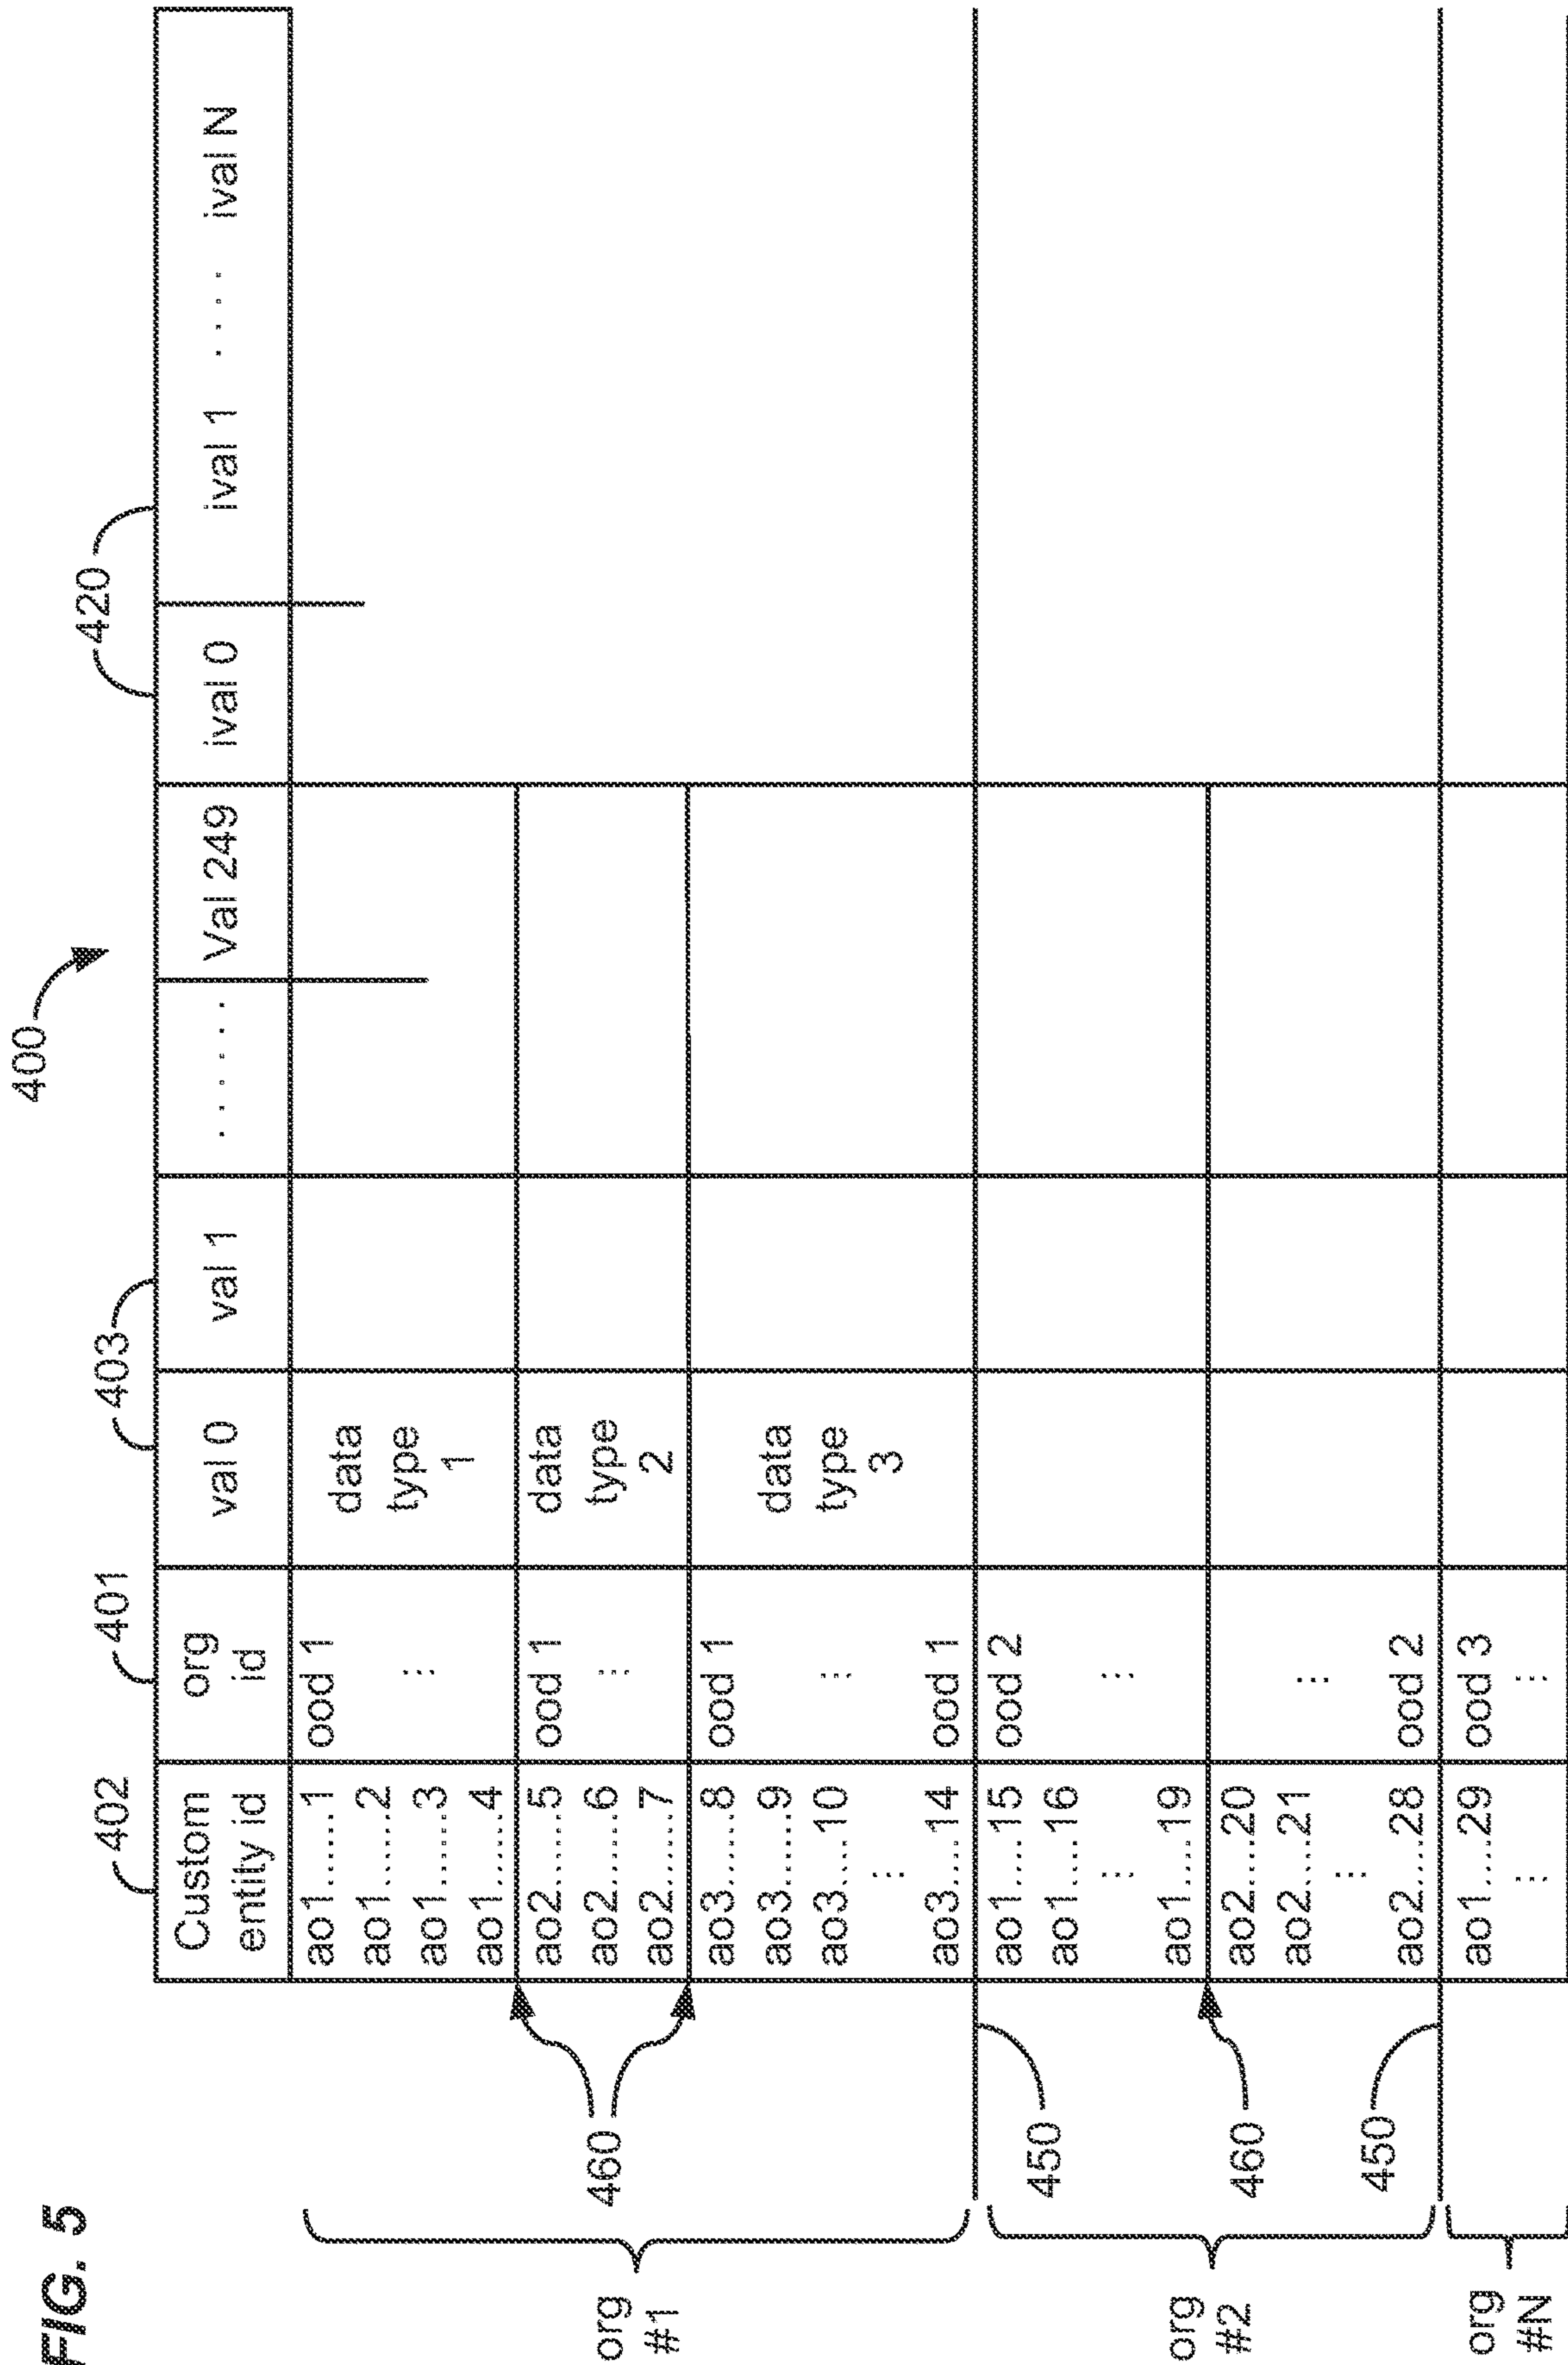 FIG. 5
400
402
401
403
420
Custom entity id
org id
val 0
val 1
......
Val 249
ival 0
ival 1 .... ival N
org #1
ao1......1
ood 1
data type 1
ao1......2
ao1......3
⋮
ao1......4
460
ao2......5
ood 1
data type 2
ao2......6
⋮
ao2......7
ao3......8
ood 1
data type 3
ao3......9
ao3....10
⋮
⋮
ao3....14
ood 1
450
org #2
ao1....15
ood 2
ao1....16
⋮
⋮
ao1....19
460
ao2....20
ao2....21
⋮
⋮
ao2....28
ood 2
450
org #N
ao1....29
ood 3
⋮
⋮